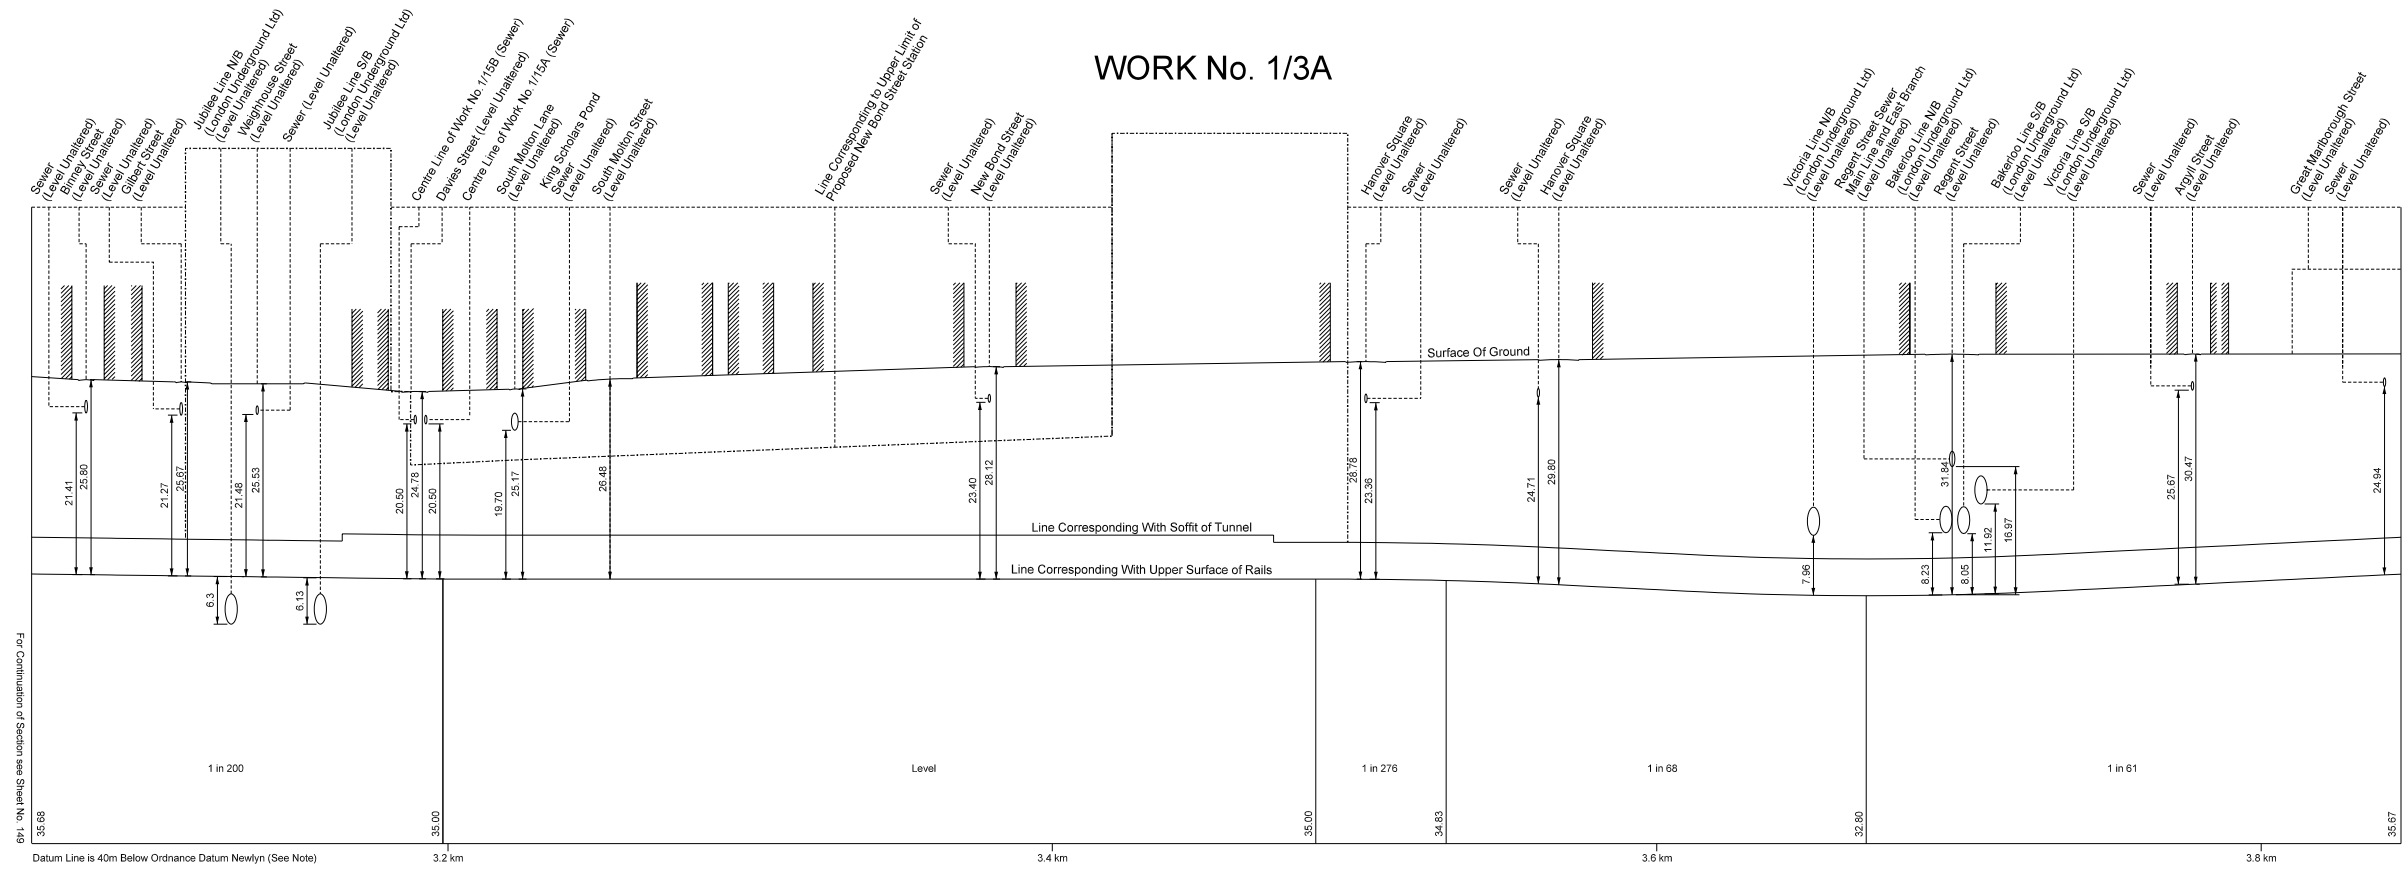 WORK No. 1/3A
Sewer
(Level Unaltered)
Binney Street
(Level Unaltered)
Sewer
(Level Unaltered)
Gilbert Street
(Level Unaltered)
Jubilee Line N/B
(London Underground Ltd)
(Level Unaltered)
Weighhouse Street
(Level Unaltered)
Sewer (Level Unaltered)
Jubilee Line S/B
(London Underground Ltd)
(Level Unaltered)
Centre Line of Work No. 1/15B (Sewer)
Davies Street (Level Unaltered)
Centre Line of Work No. 1/15A (Sewer)
South Molton Lane
(Level Unaltered)
King Scholars Pond
Sewer
(Level Unaltered)
South Molton Street
(Level Unaltered)
Line Corresponding to Upper Limit of
Proposed New Bond Street Station
Sewer
(Level Unaltered)
New Bond Street
(Level Unaltered)
Hanover Square
(Level Unaltered)
Sewer
(Level Unaltered)
Sewer
(Level Unaltered)
Hanover Square
(Level Unaltered)
Victoria Line N/B
(London Underground Ltd)
(Level Unaltered)
Regent Street Sewer
Main Line and East Branch
(Level Unaltered)
Bakerloo Line N/B
(London Underground Ltd)
(Level Unaltered)
Regent Street
(Level Unaltered)
Bakerloo Line S/B
(London Underground Ltd)
(Level Unaltered)
Victoria Line S/B
(London Underground Ltd)
(Level Unaltered)
Sewer
(Level Unaltered)
Argyll Street
(Level Unaltered)
Great Marlborough Street
(Level Unaltered)
Sewer
(Level Unaltered)
Surface Of Ground
21.41
25.80
21.27
25.67
21.48
25.53
20.50
24.78
20.50
19.70
25.17
26.48
23.40
28.12
28.78
23.36
24.71
29.80
7.96
8.23
31.84
8.05
11.92
16.97
25.67
30.47
24.94
Line Corresponding With Soffit of Tunnel
Line Corresponding With Upper Surface of Rails
6.3
6.13
For Continuation of Section see Sheet No. 149
1 in 200
Level
1 in 276
1 in 68
1 in 61
35.68
35.00
35.00
34.83
32.80
35.67
Datum Line is 40m Below Ordnance Datum Newlyn (See Note)
3.2 km
3.4 km
3.6 km
3.8 km